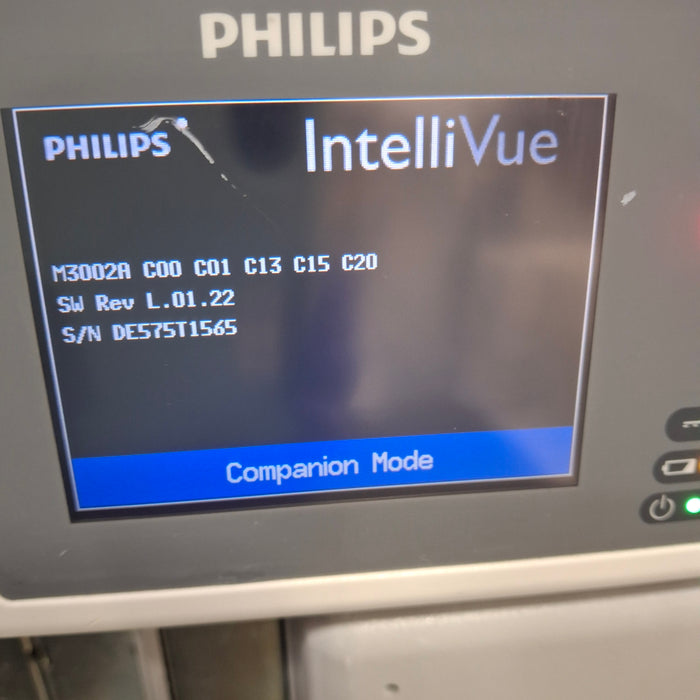 PHILIPS
PHILIPS IntelliVue
M3002A C00 C01 C13 C15 C20
SW Rev L.01.22
S/N DE575T1565
Companion Mode